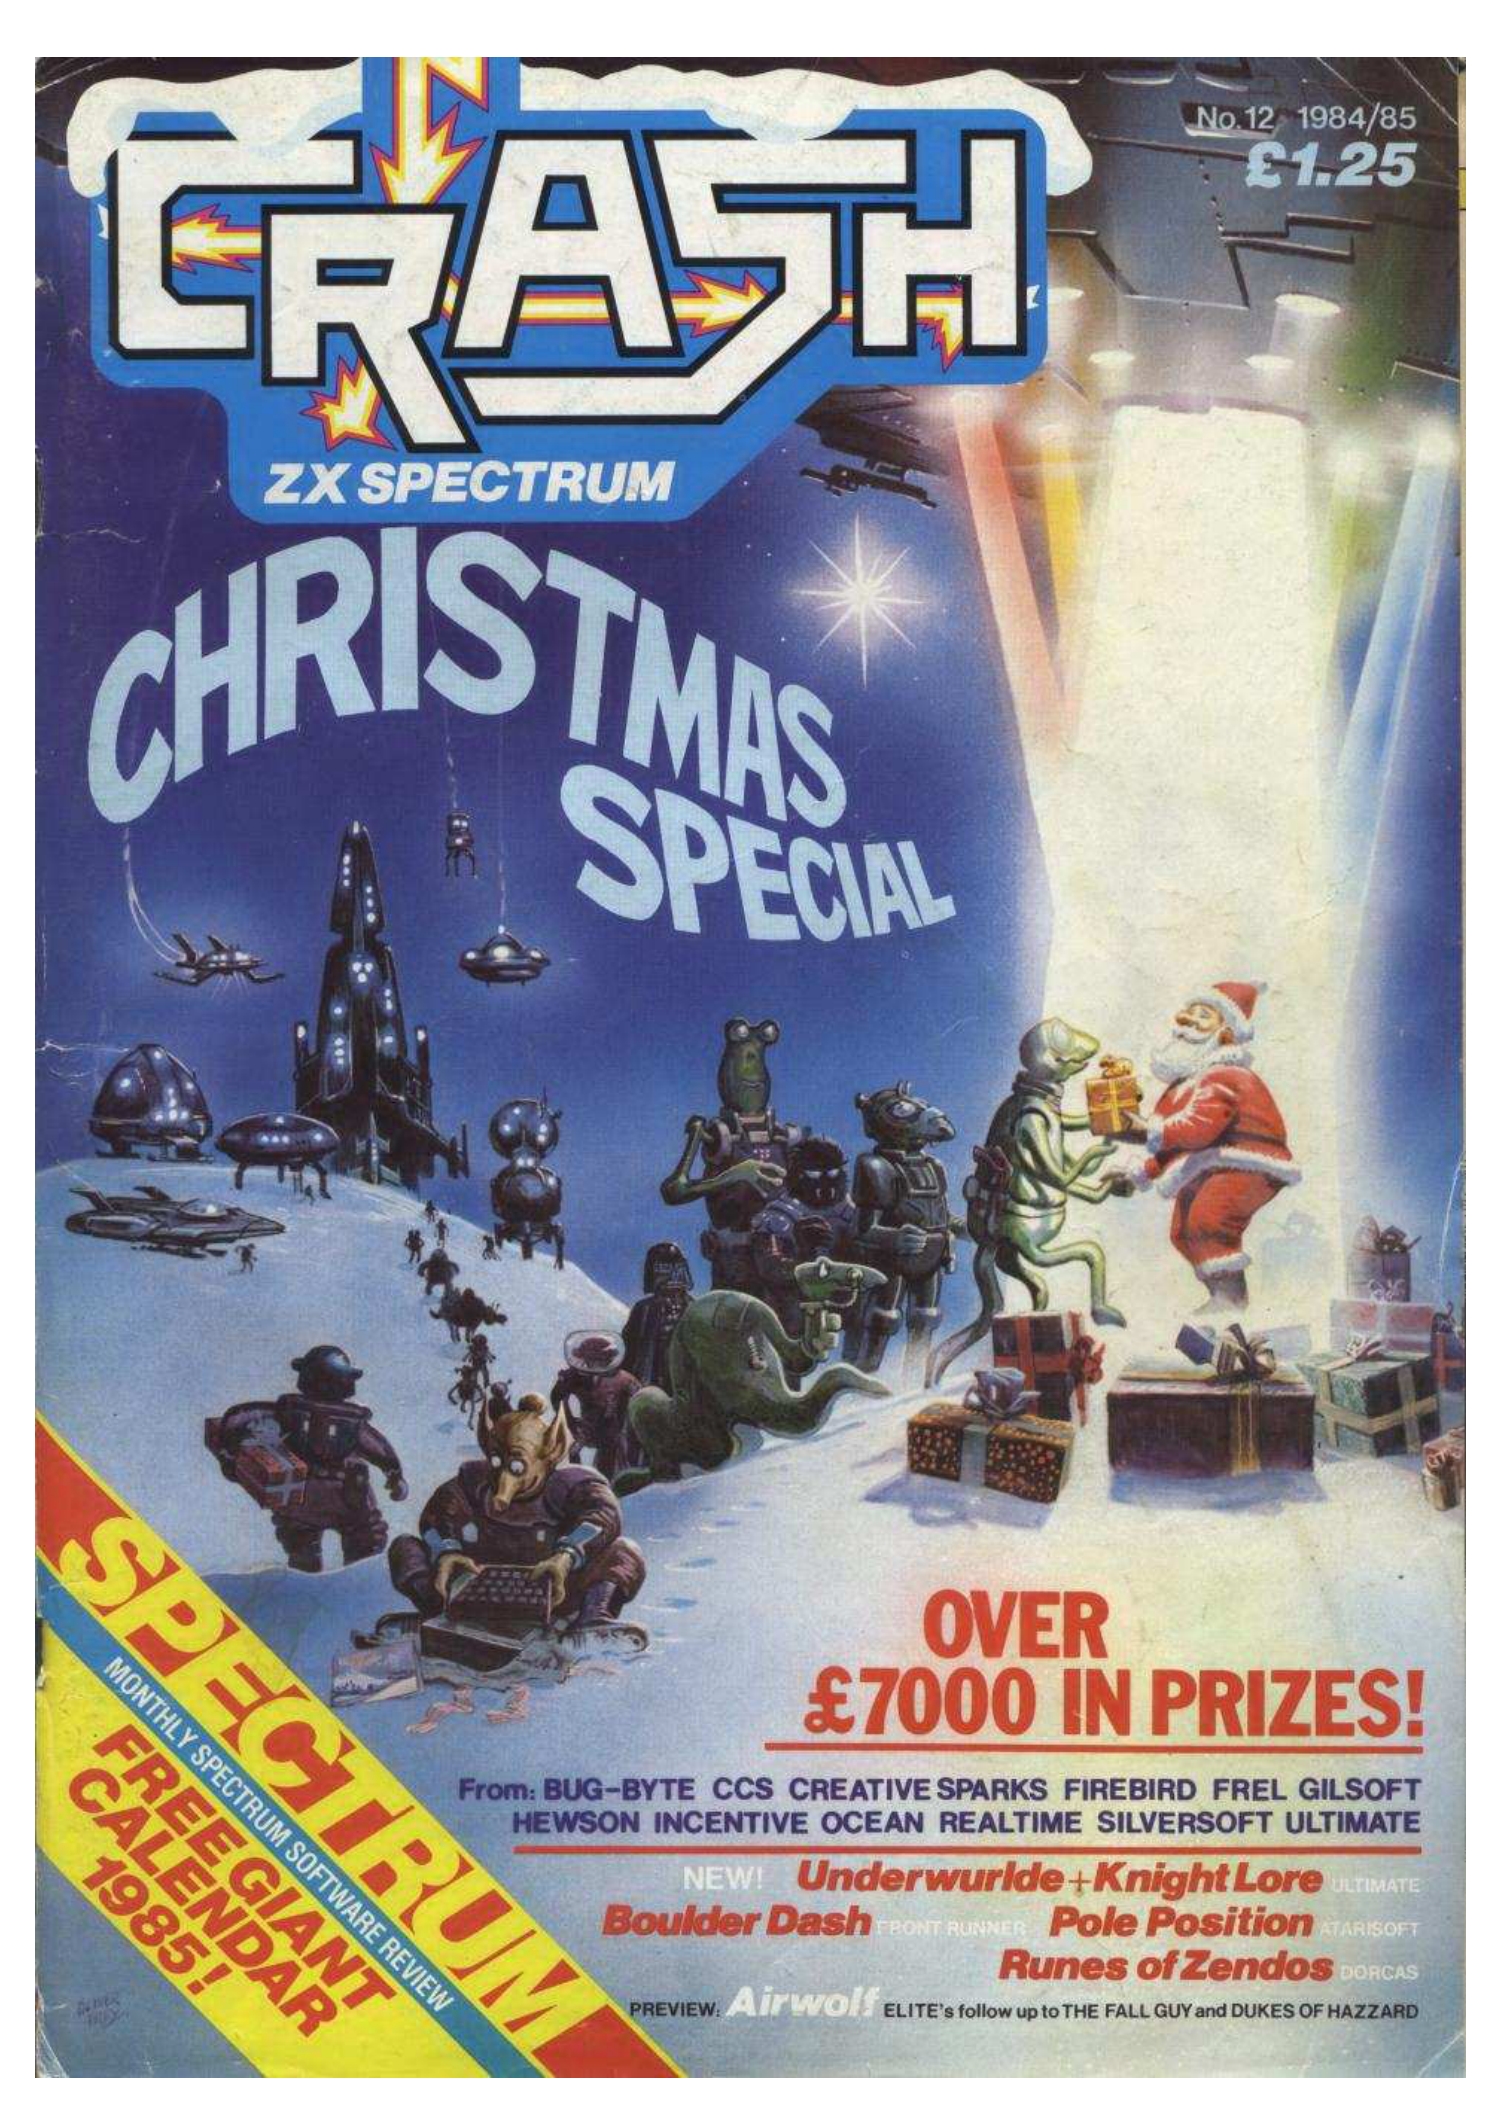 No.12 1984/85
£1.25
CRASH
ZX SPECTRUM
CHRISTMAS
SPECIAL
SPECTRUM
MONTHLY SPECTRUM SOFTWARE REVIEW
FREE GIANT
CALENDAR
1985!
OVER
£7000 IN PRIZES!
From: BUG-BYTE CCS CREATIVE SPARKS FIREBIRD FREL GILSOFT
HEWSON INCENTIVE OCEAN REALTIME SILVERSOFT ULTIMATE
NEW! Underwurlde+Knight Lore ULTIMATE
Boulder Dash FRONT RUNNER Pole Position ATARISOFT
Runes of Zendos DORCAS
PREVIEW: Airwolf ELITE's follow up to THE FALL GUY and DUKES OF HAZZARD